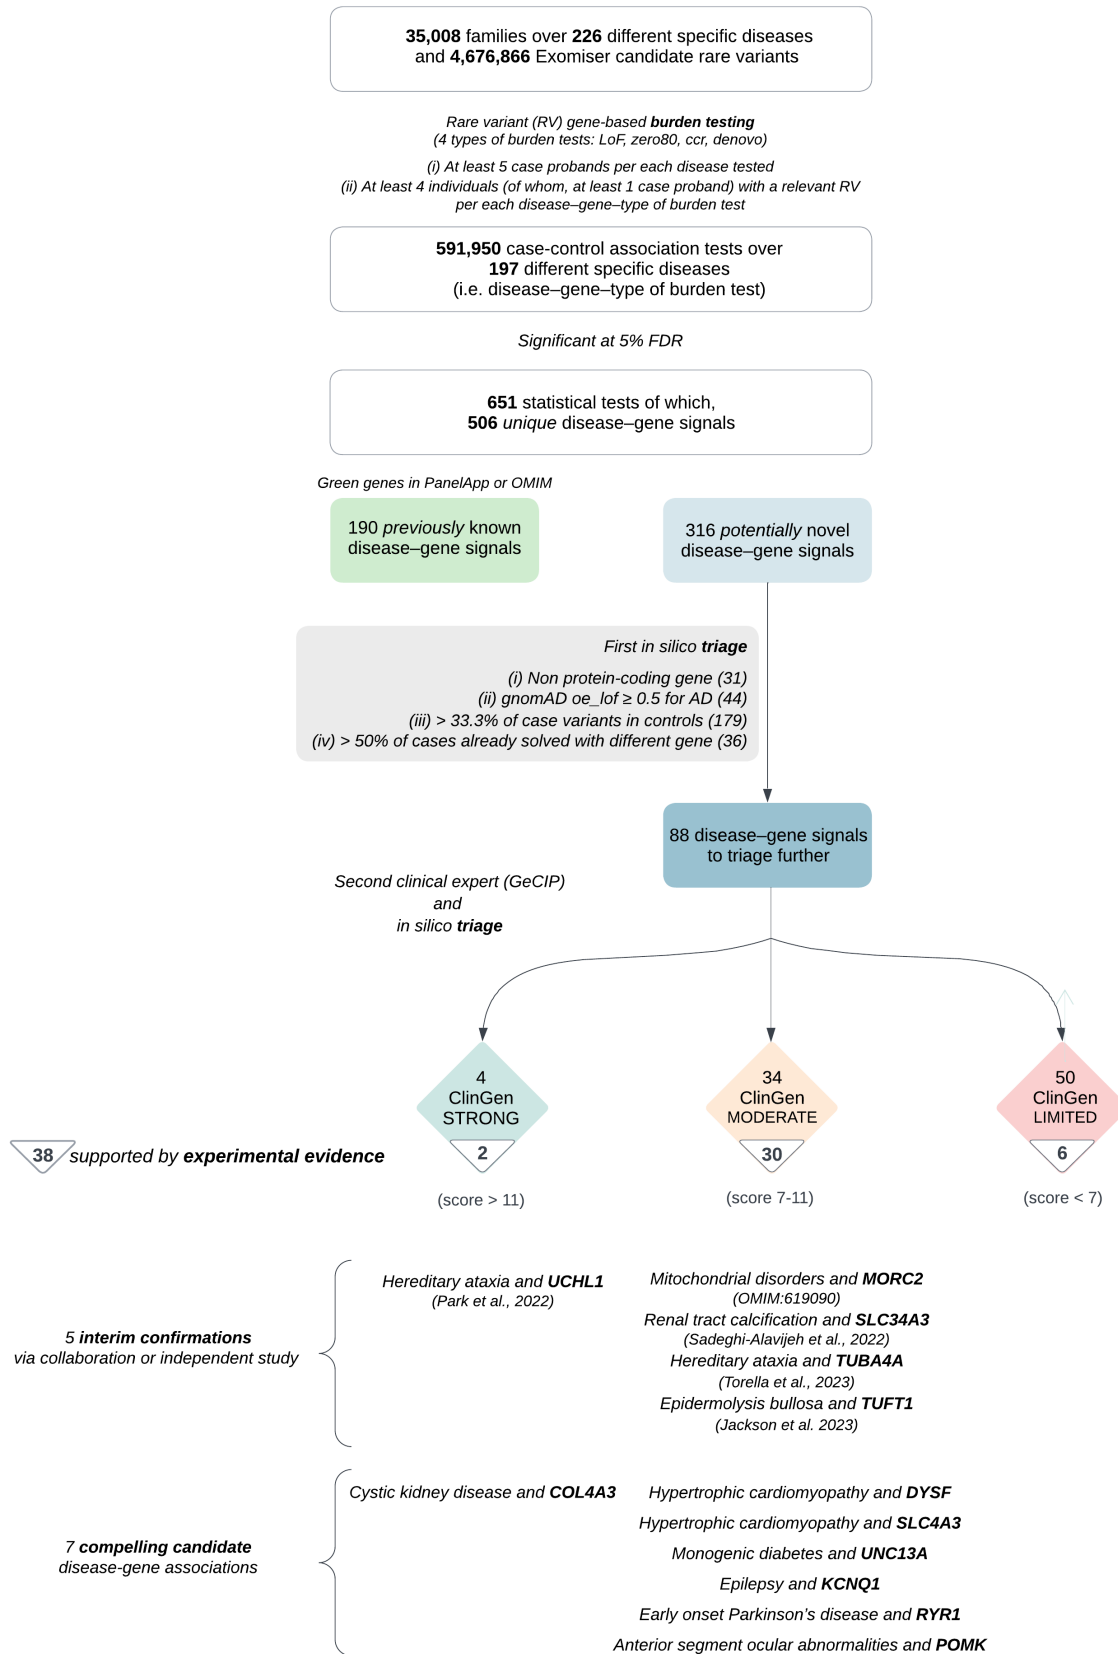 35,008 families over 226 different specific diseases
and 4,676,866 Exomiser candidate rare variants
Rare variant (RV) gene-based burden testing
(4 types of burden tests: LoF, zero80, ccr, denovo)
(i) At least 5 case probands per each disease tested
(ii) At least 4 individuals (of whom, at least 1 case proband) with a relevant RV
per each disease–gene–type of burden test
591,950 case-control association tests over
197 different specific diseases
(i.e. disease–gene–type of burden test)
Significant at 5% FDR
651 statistical tests of which,
506 unique disease–gene signals
Green genes in PanelApp or OMIM
190 previously known
disease–gene signals
316 potentially novel
disease–gene signals
First in silico triage
(i) Non protein-coding gene (31)
(ii) gnomAD oe_lof ≥ 0.5 for AD (44)
(iii) > 33.3% of case variants in controls (179)
(iv) > 50% of cases already solved with different gene (36)
88 disease–gene signals
to triage further
Second clinical expert (GeCIP)
and
in silico triage
4
ClinGen
STRONG
2
(score > 11)
34
ClinGen
MODERATE
30
(score 7-11)
50
ClinGen
LIMITED
6
(score < 7)
38 supported by experimental evidence
5 interim confirmations
via collaboration or independent study
Hereditary ataxia and UCHL1
(Park et al., 2022)
Mitochondrial disorders and MORC2
(OMIM:619090)
Renal tract calcification and SLC34A3
(Sadeghi-Alavijeh et al., 2022)
Hereditary ataxia and TUBA4A
(Torella et al., 2023)
Epidermolysis bullosa and TUFT1
(Jackson et al. 2023)
7 compelling candidate
disease-gene associations
Cystic kidney disease and COL4A3
Hypertrophic cardiomyopathy and DYSF
Hypertrophic cardiomyopathy and SLC4A3
Monogenic diabetes and UNC13A
Epilepsy and KCNQ1
Early onset Parkinson's disease and RYR1
Anterior segment ocular abnormalities and POMK